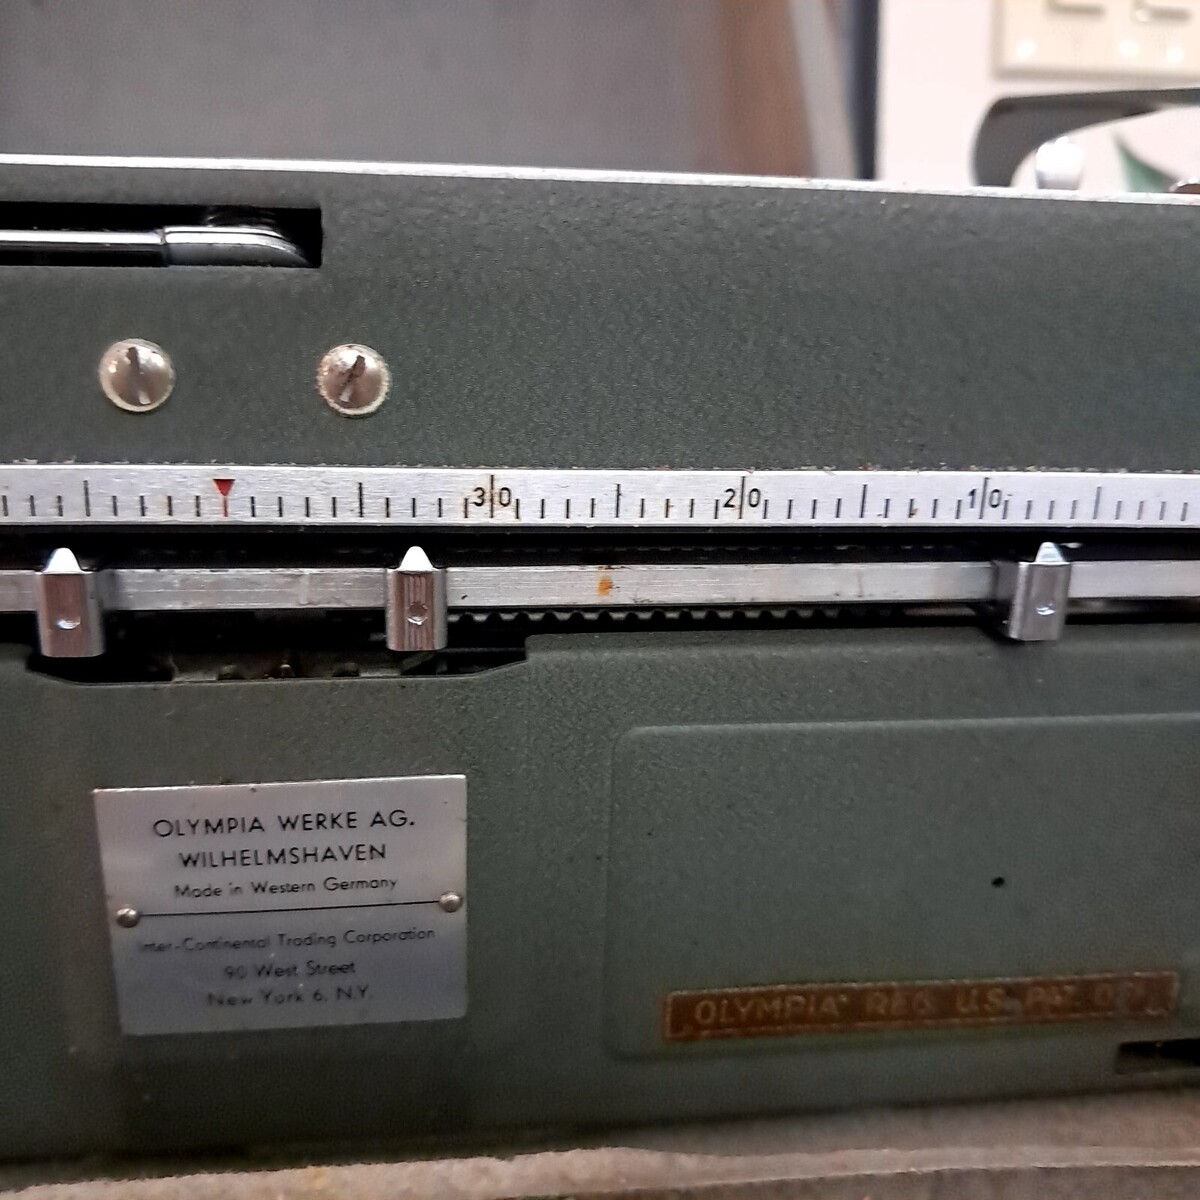 30 20 10
OLYMPIA WERKE AG.
WILHELMSHAVEN
Made in Western Germany
Inter-Continental Trading Corporation
90 West Street
New York 6, N.Y.
OLYMPIA REG. U.S. PAT. OFF.